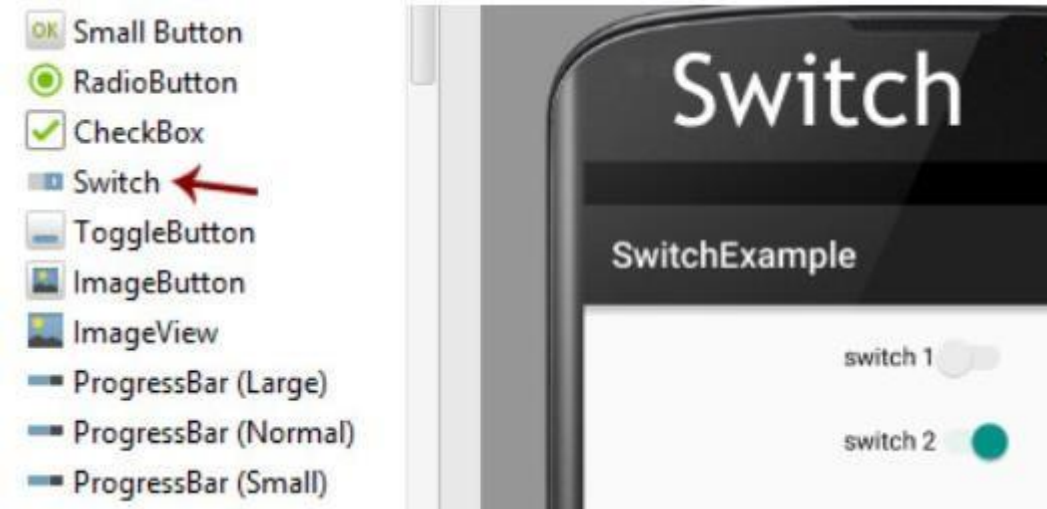 OK Small Button
RadioButton
CheckBox
Switch
ToggleButton
ImageButton
ImageView
ProgressBar (Large)
ProgressBar (Normal)
ProgressBar (Small)
Switch
SwitchExample
switch 1
switch 2